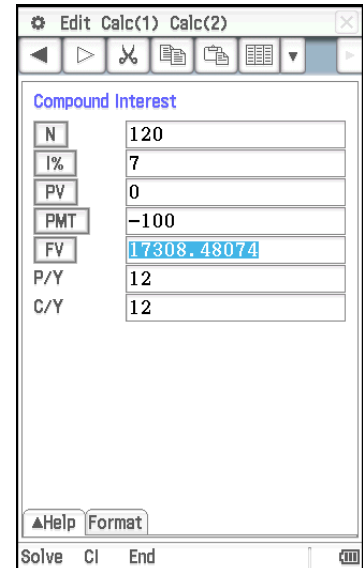 Edit Calc(1) Calc(2)
Compound Interest
N 120
I% 7
PV 0
PMT -100
FV 17308.48074
P/Y 12
C/Y 12
▲Help Format
Solve CI End